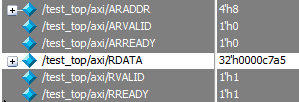 /test_top/axi/ARADDR 4'h8
/test_top/axi/ARVALID 1'h0
/test_top/axi/ARREADY 1'h0
/test_top/axi/RDATA 32'h0000c7a5
/test_top/axi/RVALID 1'h1
/test_top/axi/RREADY 1'h1